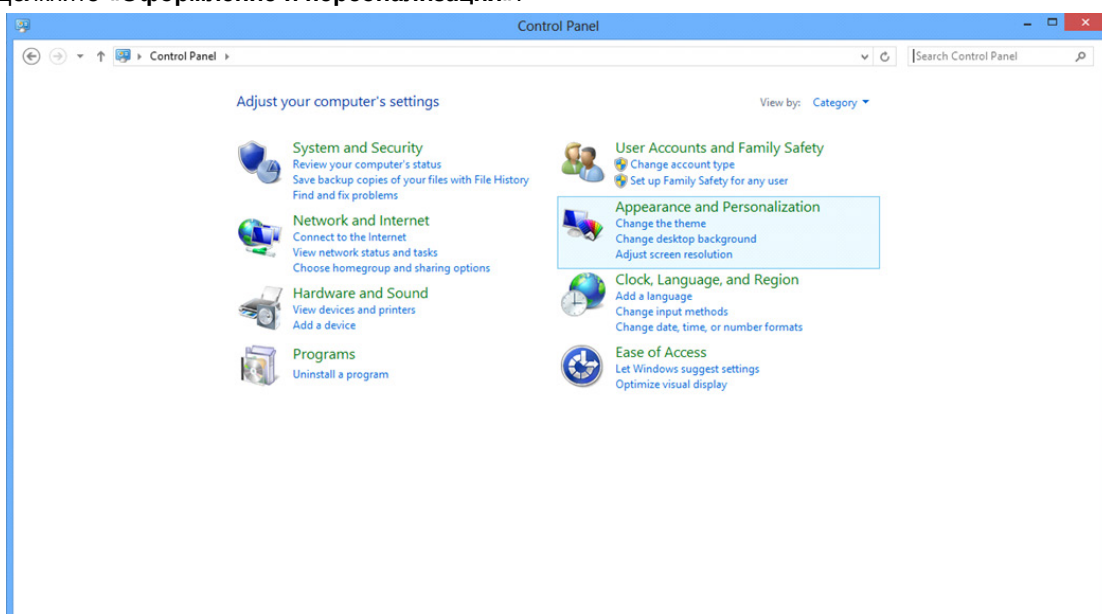 Щелкните «Оформление и персонализация».
Control Panel
Control Panel
Search Control Panel
Adjust your computer's settings
View by: Category
System and Security
Review your computer's status
Save backup copies of your files with File History
Find and fix problems
Network and Internet
Connect to the Internet
View network status and tasks
Choose homegroup and sharing options
Hardware and Sound
View devices and printers
Add a device
Programs
Uninstall a program
User Accounts and Family Safety
Change account type
Set up Family Safety for any user
Appearance and Personalization
Change the theme
Change desktop background
Adjust screen resolution
Clock, Language, and Region
Add a language
Change input methods
Change date, time, or number formats
Ease of Access
Let Windows suggest settings
Optimize visual display